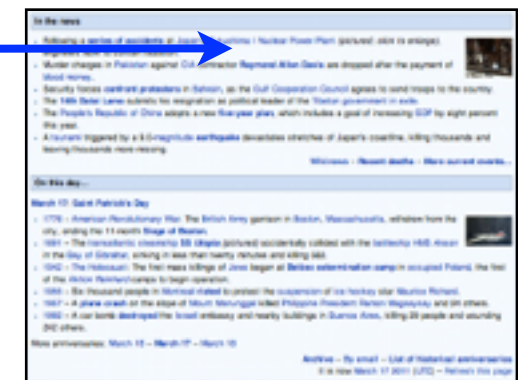 In the news
Following a series of accidents at Japan's Fukushima I Nuclear Power Plant (pictured; click to enlarge),
Murder charges in Pakistan against CIA contractor Raymond Allen Davis are dropped after the payment of
blood money.
Security forces confront protesters in Bahrain, as the Gulf Cooperation Council agrees to send troops to the country.
The 14th Dalai Lama submits his resignation as political leader of the Tibetan government in exile.
The People's Republic of China adopts a new five-year plan, which includes a goal of increasing GDP by eight percent
this year.
A tsunami triggered by a 9.0-magnitude earthquake devastates stretches of Japan's coastline, killing thousands and
leaving thousands more missing.
Wikinews – Recent deaths – More current events...
On this day...
March 17: Saint Patrick's Day
1776 – American Revolutionary War: The British Army garrison in Boston, Massachusetts, withdrew from the
city, ending the 11-month Siege of Boston.
1891 – The transatlantic steamship SS Utopia (pictured) accidentally collided with the battleship HMS Anson
in the Bay of Gibraltar, sinking in less than twenty minutes and killing 562.
1942 – The Holocaust: The first mass killings of Jews began at Belzec extermination camp in occupied Poland, the first
of the Aktion Reinhard camps to begin operation.
1955 – Six thousand people in Montreal rioted to protest the suspension of ice hockey star Maurice Richard.
1957 – A plane crash on the slope of Mount Manunggal killed Philippine President Ramon Magsaysay and 24 others.
1992 – A car bomb destroyed the Israeli embassy and nearby buildings in Buenos Aires, killing 29 people and wounding
242 others.
More anniversaries: March 16 – March 17 – March 18
Archive – By email – List of historical anniversaries
It is now March 17 2011 (UTC) – Refresh this page